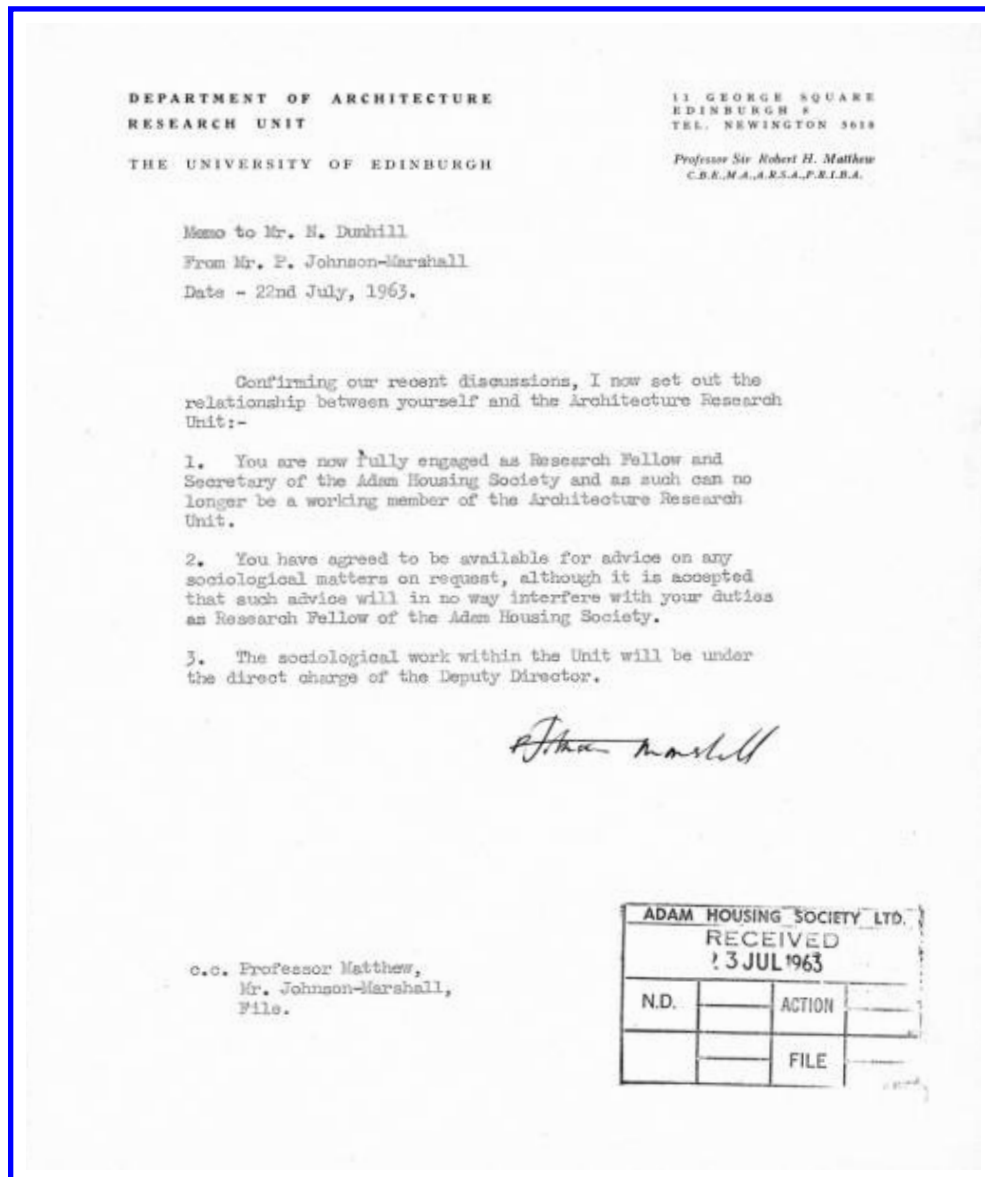 DEPARTMENT OF ARCHITECTURE
RESEARCH UNIT
THE UNIVERSITY OF EDINBURGH
11 GEORGE SQUARE
EDINBURGH 8
TEL. NEWINGTON 5618
Professor Sir Robert H. Matthew
C.B.E.,M.A.,A.R.S.A.,P.R.I.B.A.
Memo to Mr. N. Dunhill
From Mr. P. Johnson-Marshall
Date - 22nd July, 1963.
Confirming our recent discussions, I now set out the
relationship between yourself and the Architecture Research
Unit:-
1. You are now fully engaged as Research Fellow and
Secretary of the Adam Housing Society and as such can no
longer be a working member of the Architecture Research
Unit.
2. You have agreed to be available for advice on any
sociological matters on request, although it is accepted
that such advice will in no way interfere with your duties
as Research Fellow of the Adam Housing Society.
3. The sociological work within the Unit will be under
the direct charge of the Deputy Director.
P Johnson Marshall
c.c. Professor Matthew,
Mr. Johnson-Marshall,
File.
ADAM HOUSING SOCIETY LTD.
RECEIVED
23 JUL 1963
N.D. ACTION
FILE